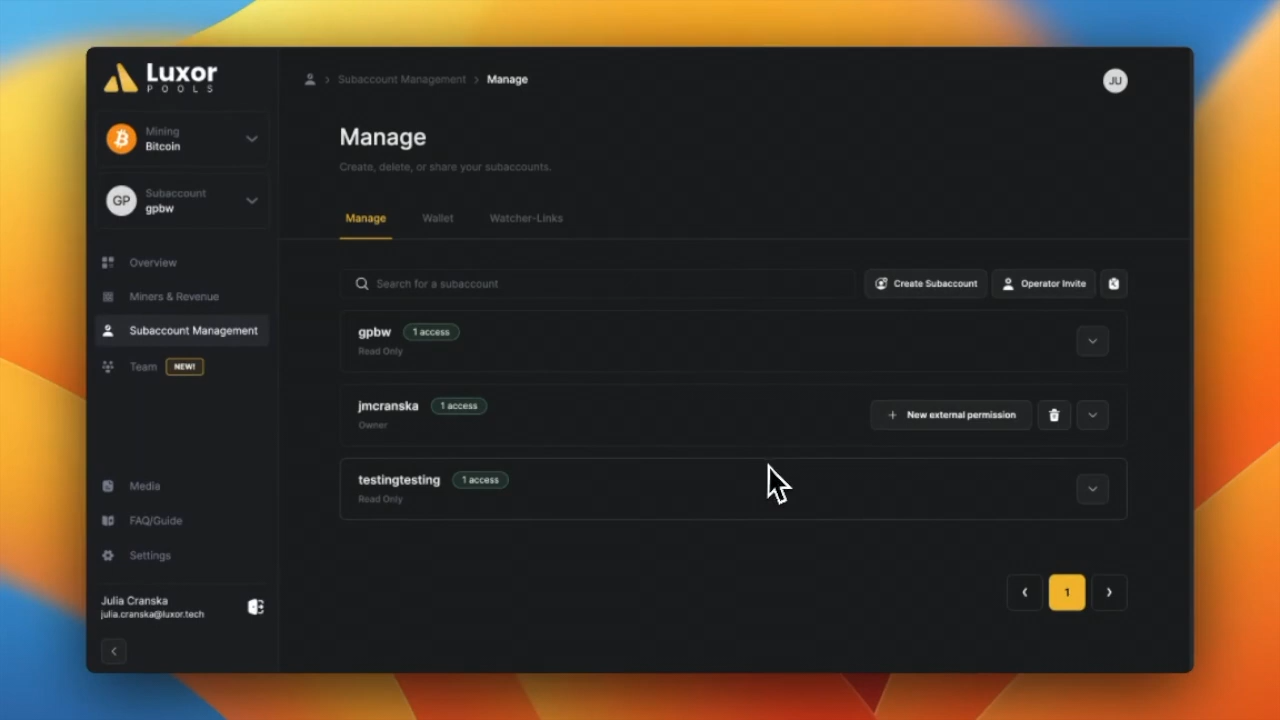 Luxor
POOLS
Mining
Bitcoin
GP
Subaccount
gpbw
Overview
Miners & Revenue
Subaccount Management
Team NEW!
Media
FAQ/Guide
Settings
Julia Cranska
julia.cranska@luxor.tech
Subaccount Management Manage
JU
Manage
Create, delete, or share your subaccounts.
Manage Wallet Watcher-Links
Search for a subaccount Create Subaccount Operator Invite
gpbw 1 access
Read Only
jmcranska 1 access
Owner
+ New external permission
testingtesting 1 access
Read Only
1